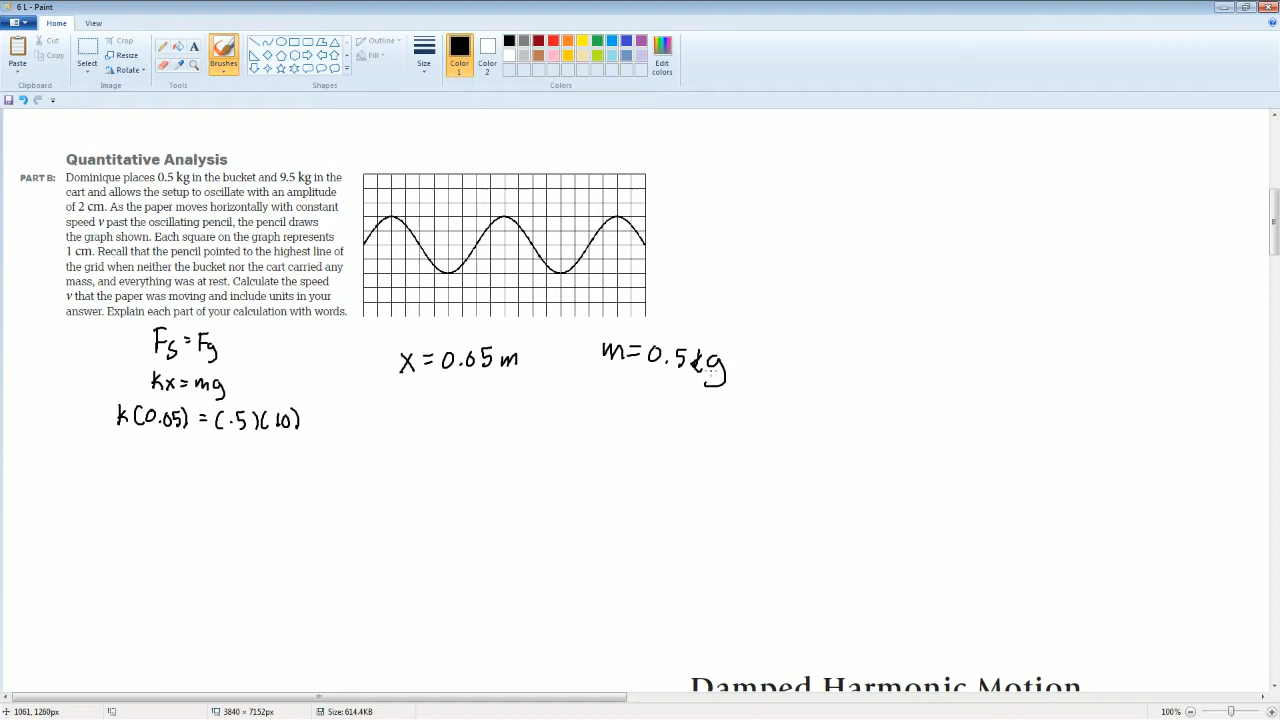 6 L - Paint
Home
View
Paste
Cut
Copy
Clipboard
Select
Crop
Resize
Rotate
Image
A
Tools
Brushes
Outline
Fill
Shapes
Size
Color 1
Color 2
Edit colors
Colors
Quantitative Analysis
PART B:
Dominique places 0.5 kg in the bucket and 9.5 kg in the
cart and allows the setup to oscillate with an amplitude
of 2 cm. As the paper moves horizontally with constant
speed v past the oscillating pencil, the pencil draws
the graph shown. Each square on the graph represents
1 cm. Recall that the pencil pointed to the highest line of
the grid when neither the bucket nor the cart carried any
mass, and everything was at rest. Calculate the speed
v that the paper was moving and include units in your
answer. Explain each part of your calculation with words.
Fs = Fg
kx = mg
k(0.05) = (.5)(10)
x = 0.05 m
m = 0.5 kg
Damped Harmonic Motion
1061, 1260px
3840 × 7152px
Size: 614.4KB
100%